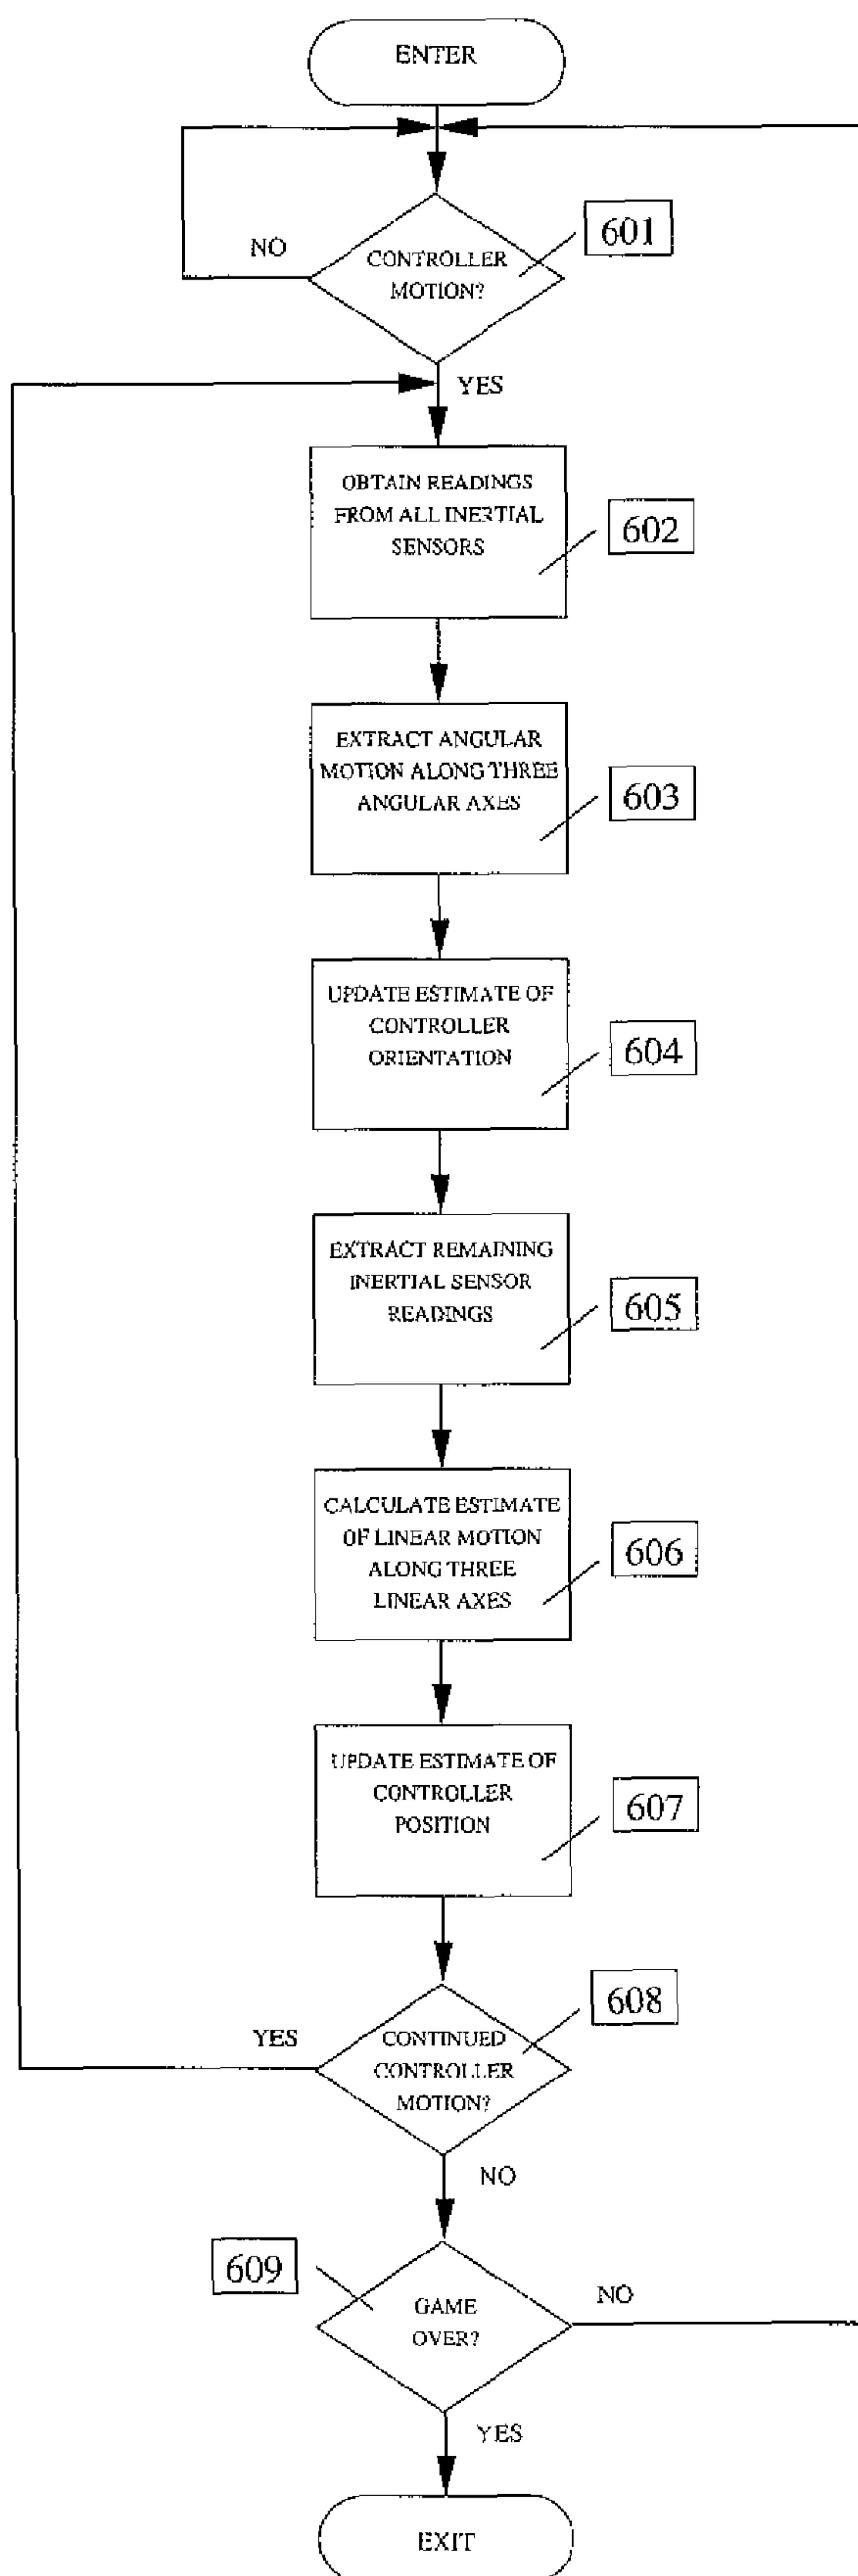 ENTER
601
NO
CONTROLLER
MOTION?
YES
OBTAIN READINGS
FROM ALL INERTIAL
SENSORS
602
EXTRACT ANGULAR
MOTION ALONG THREE
ANGULAR AXES
603
UPDATE ESTIMATE OF
CONTROLLER
ORIENTATION
604
EXTRACT REMAINING
INERTIAL SENSOR
READINGS
605
CALCULATE ESTIMATE
OF LINEAR MOTION
ALONG THREE
LINEAR AXES
606
UPDATE ESTIMATE OF
CONTROLLER
POSITION
607
608
YES
CONTINUED
CONTROLLER
MOTION?
NO
609
GAME
OVER?
NO
YES
EXIT